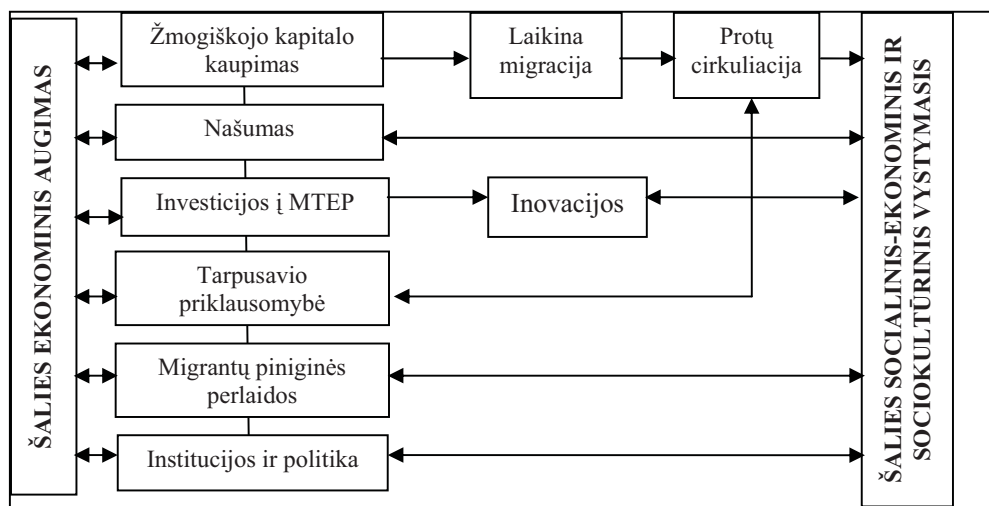 ŠALIES EKONOMINIS AUGIMAS
Žmogiškojo kapitalo
kaupimas
Laikina
migracija
Protų
cirkuliacija
Našumas
Investicijos į MTEP
Inovacijos
Tarpusavio
priklausomybė
Migrantų piniginės
perlaidos
Institucijos ir politika
ŠALIES SOCIALINIS-EKONOMINIS IR
SOCIOKULTŪRINIS VYSTYMASIS